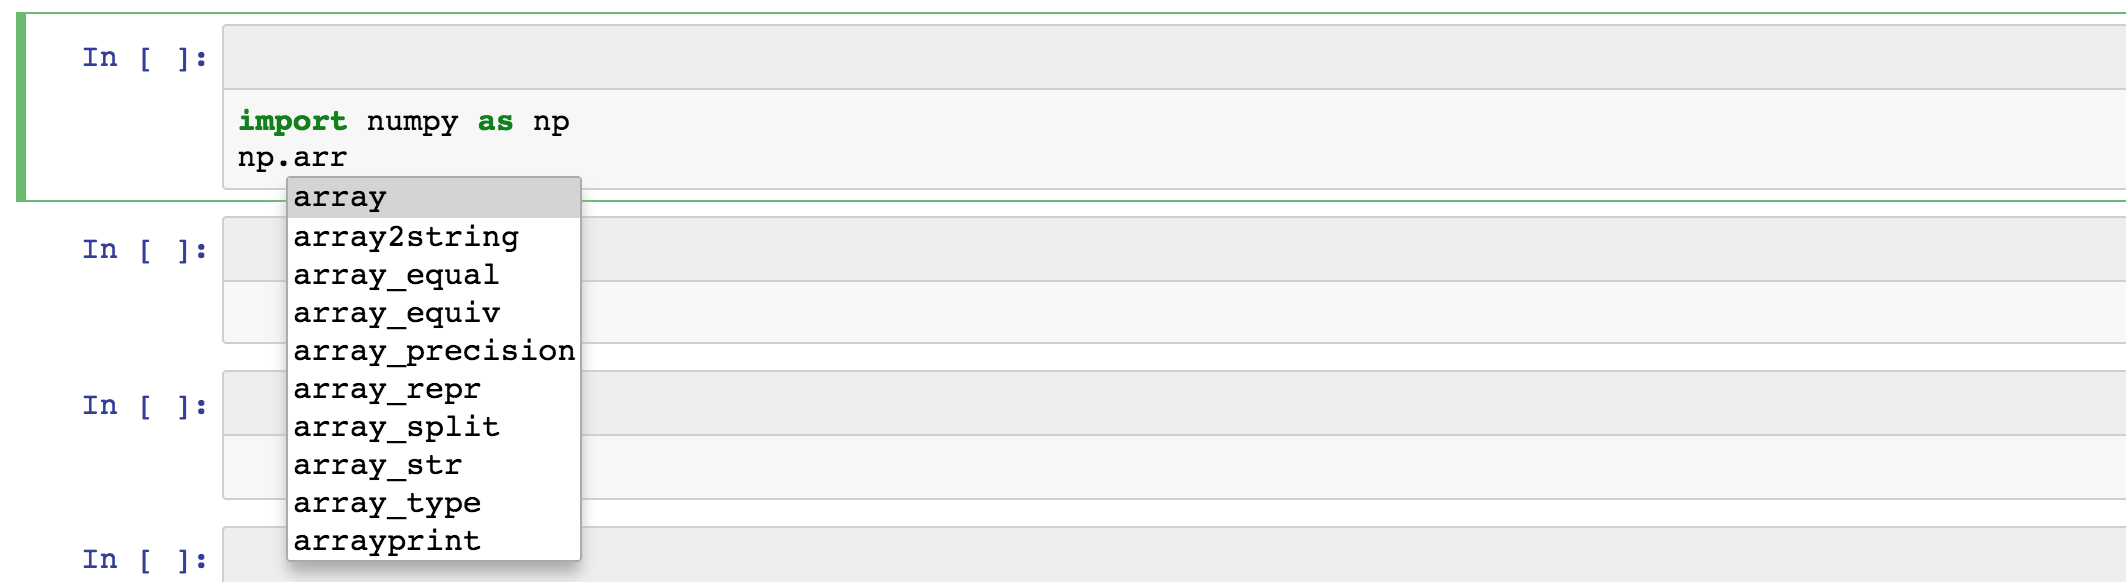 In [ ]:
import numpy as np
np.arr
array
array2string
array_equal
array_equiv
array_precision
array_repr
array_split
array_str
array_type
arrayprint
In [ ]:
In [ ]:
In [ ]: